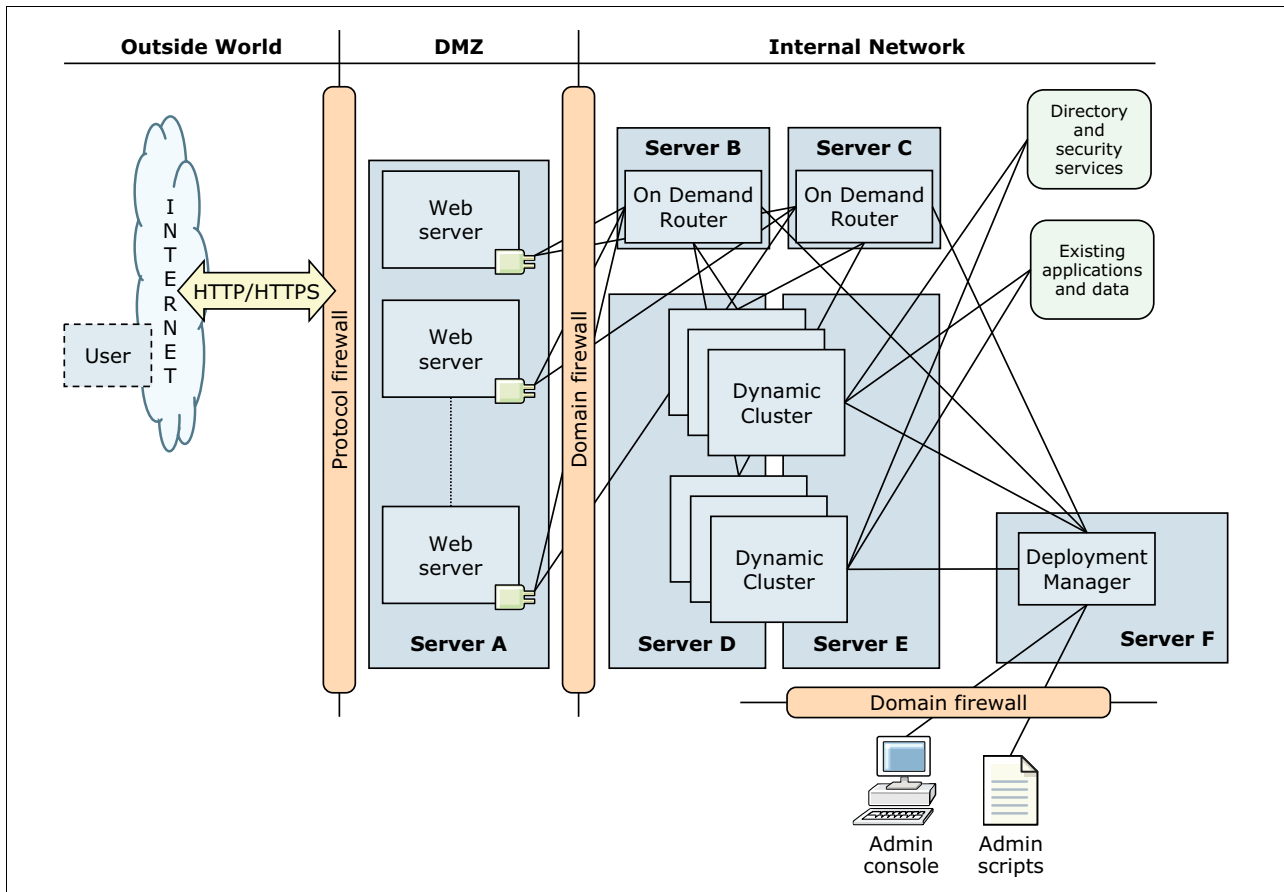 Outside World
DMZ
Internal Network
INTERNET
User
HTTP/HTTPS
Protocol firewall
Web
server
Web
server
Web
server
Server A
Domain firewall
Server B
On Demand
Router
Server C
On Demand
Router
Directory
and
security
services
Existing
applications
and data
Dynamic
Cluster
Dynamic
Cluster
Server D
Server E
Deployment
Manager
Server F
Domain firewall
Admin
console
Admin
scripts